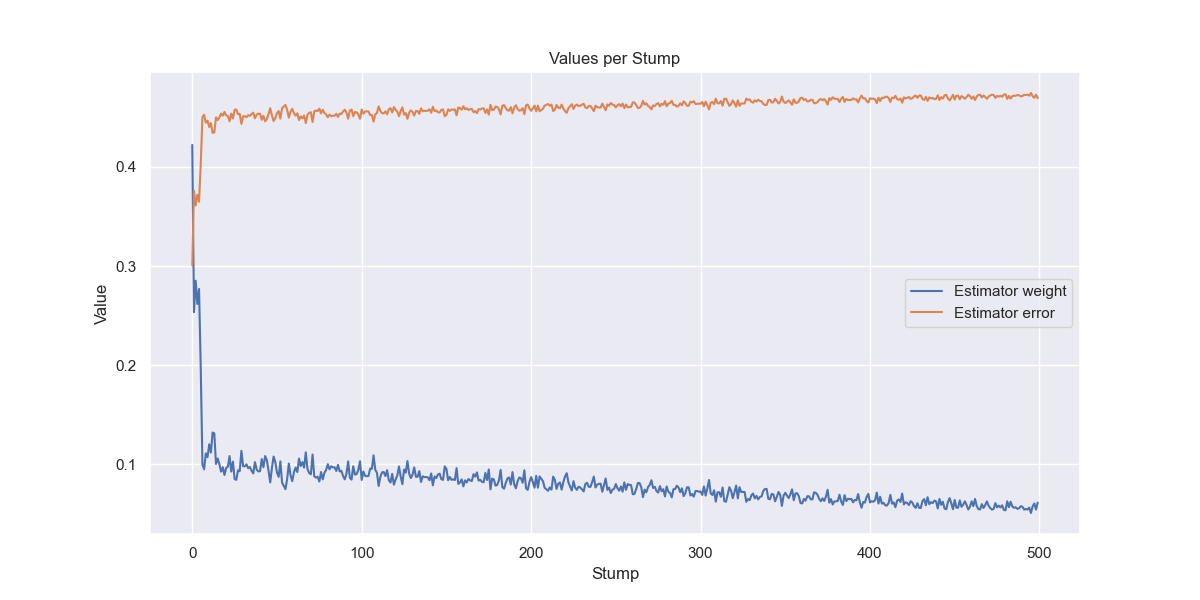 Values per Stump
Value
0.4
0.3
0.2
0.1
Estimator weight
Estimator error
0 100 200 300 400 500
Stump